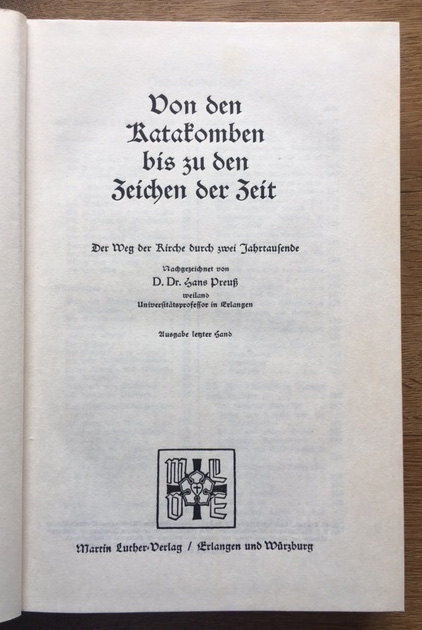 Von den
Katakomben
bis zu den
Zeichen der Zeit
Der Weg der Kirche durch zwei Jahrtausende
Nachgezeichnet von
D. Dr. Hans Preuß
weiland
Universitätsprofessor in Erlangen
Ausgabe letzter Hand
M L
V E
Martin Luther-Verlag / Erlangen und Würzburg